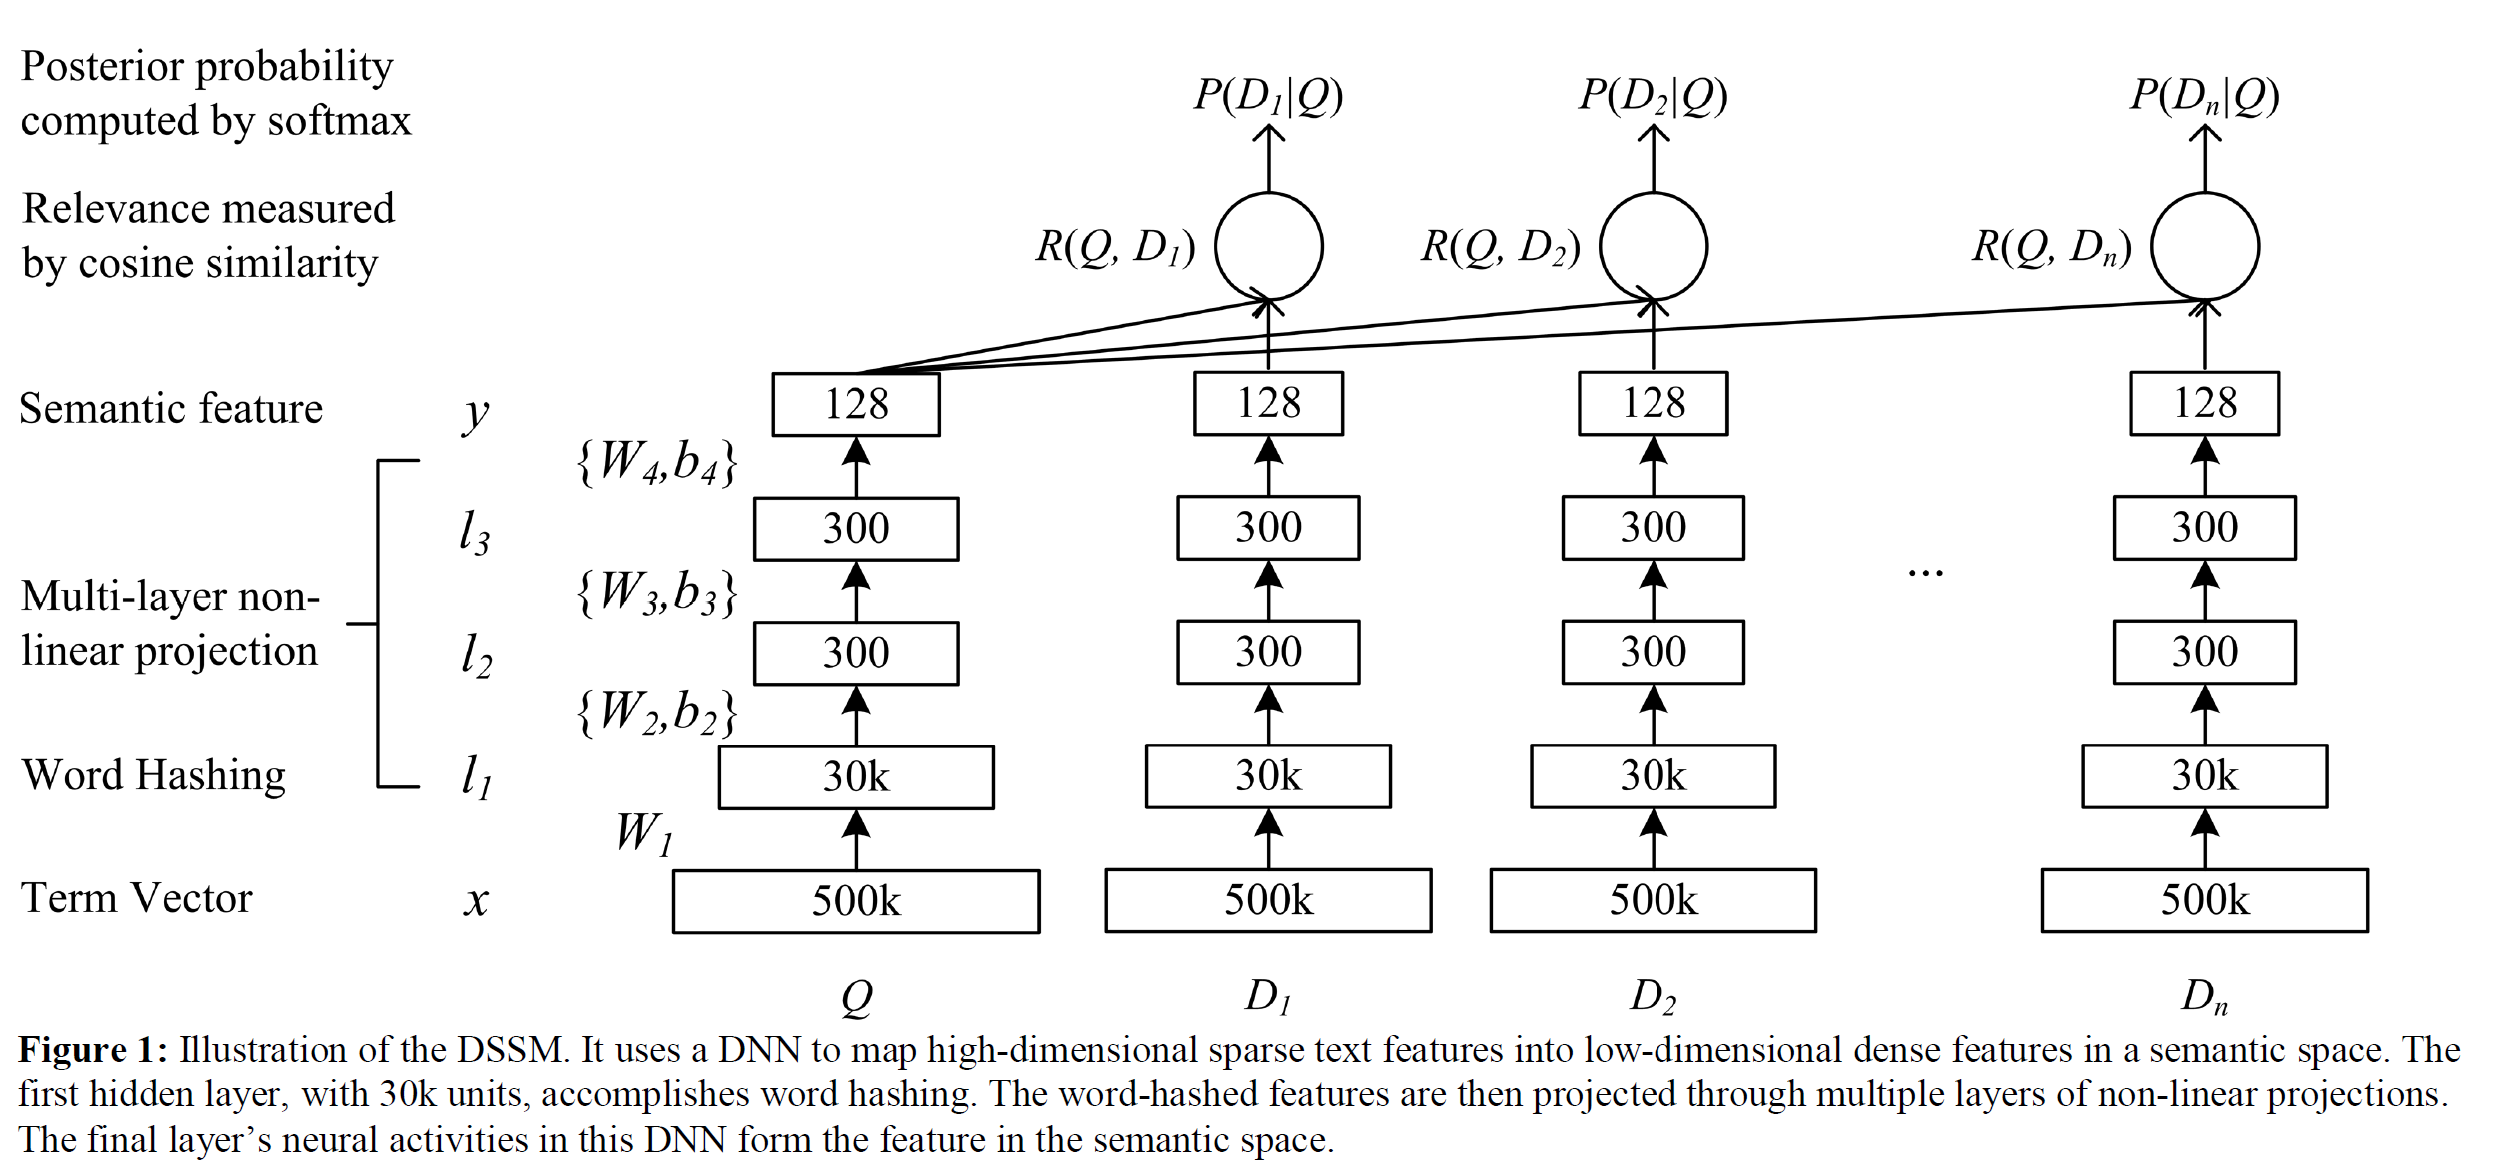 Posterior probability
computed by softmax
P(D1|Q) P(D2|Q) P(Dn|Q)
Relevance measured
by cosine similarity
R(Q, D1) R(Q, D2) R(Q, Dn)
Semantic feature y 128 128 128 128
{W4,b4}
l3 300 300 300 300
...
{W3,b3}
Multi-layer non-
linear projection
l2 300 300 300 300
{W2,b2}
Word Hashing l1 30k 30k 30k 30k
W1
Term Vector x 500k 500k 500k 500k
Q D1 D2 Dn
Figure 1: Illustration of the DSSM. It uses a DNN to map high-dimensional sparse text features into low-dimensional dense features in a semantic space. The
first hidden layer, with 30k units, accomplishes word hashing. The word-hashed features are then projected through multiple layers of non-linear projections.
The final layer's neural activities in this DNN form the feature in the semantic space.